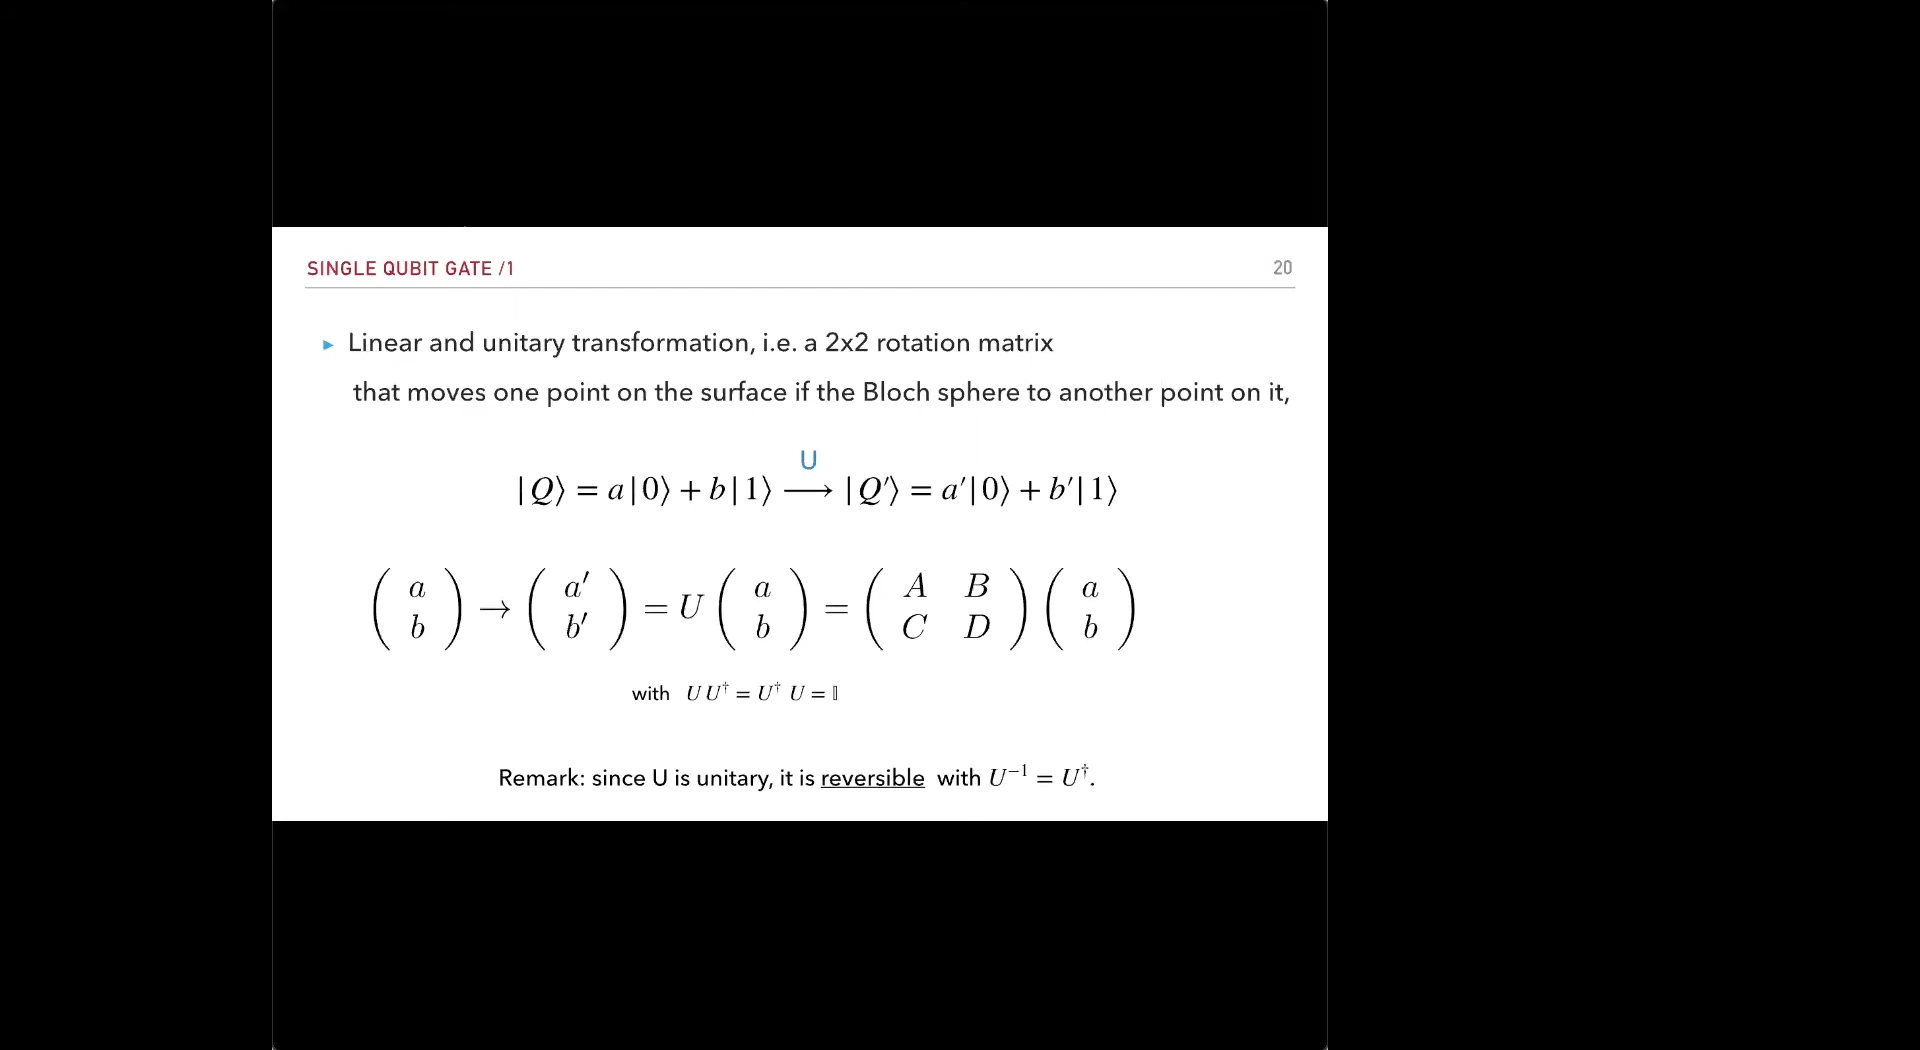 SINGLE QUBIT GATE /1
20
▸ Linear and unitary transformation, i.e. a 2x2 rotation matrix
that moves one point on the surface if the Bloch sphere to another point on it,
U
|Q⟩ = a|0⟩ + b|1⟩ ⟶ |Q′⟩ = a′|0⟩ + b′|1⟩
( a b ) → ( a′ b′ ) = U ( a b ) = ( A B C D ) ( a b )
with U U† = U† U = 𝕀
Remark: since U is unitary, it is reversible with U⁻¹ = U†.